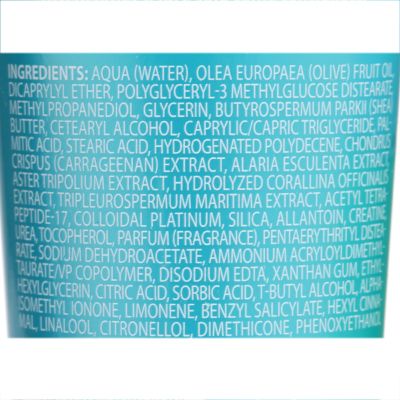 INGREDIENTS: AQUA (WATER), OLEA EUROPAEA (OLIVE) FRUIT OIL,
DICAPRYLYL ETHER, POLYGLYCERYL-3 METHYLGLUCOSE DISTEARATE,
METHYLPROPANEDIOL, GLYCERIN, BUTYROSPERMUM PARKII (SHEA
BUTTER, CETEARYL ALCOHOL, CAPRYLIC/CAPRIC TRIGLYCERIDE, PAL-
MITIC ACID, STEARIC ACID, HYDROGENATED POLYDECENE, CHONDRUS
CRISPUS (CARRAGEENAN) EXTRACT, ALARIA ESCULENTA EXTRACT,
ASTER TRIPOLIUM EXTRACT, HYDROLYZED CORALLINA OFFICINALIS
EXTRACT, TRIPLEUROSPERMUM MARITIMA EXTRACT, ACETYL TETRA-
PEPTIDE-17, COLLOIDAL PLATINUM, SILICA, ALLANTOIN, CREATINE,
UREA, TOCOPHEROL, PARFUM (FRAGRANCE), PENTAERYTHRITYL DISTEA-
RATE, SODIUM DEHYDROACETATE, AMMONIUM ACRYLOYLDIMETHYL-
TAURATE/VP COPOLYMER, DISODIUM EDTA, XANTHAN GUM, ETHYL-
HEXYLGLYCERIN, CITRIC ACID, SORBIC ACID, T-BUTYL ALCOHOL, ALPHA-
ISOMETHYL IONONE, LIMONENE, BENZYL SALICYLATE, HEXYL CINNA-
MAL, LINALOOL, CITRONELLOL, DIMETHICONE, PHENOXYETHANOL